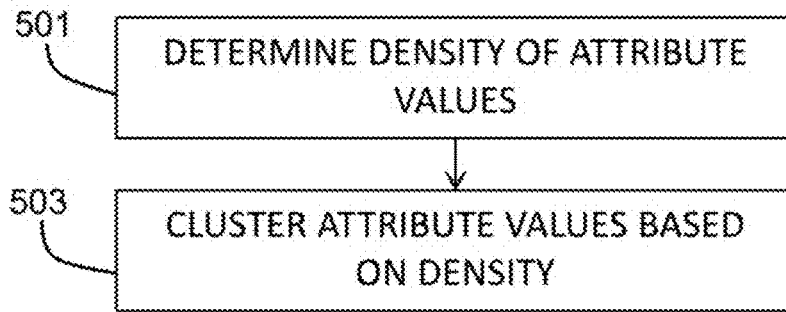 501
DETERMINE DENSITY OF ATTRIBUTE
VALUES
503
CLUSTER ATTRIBUTE VALUES BASED
ON DENSITY